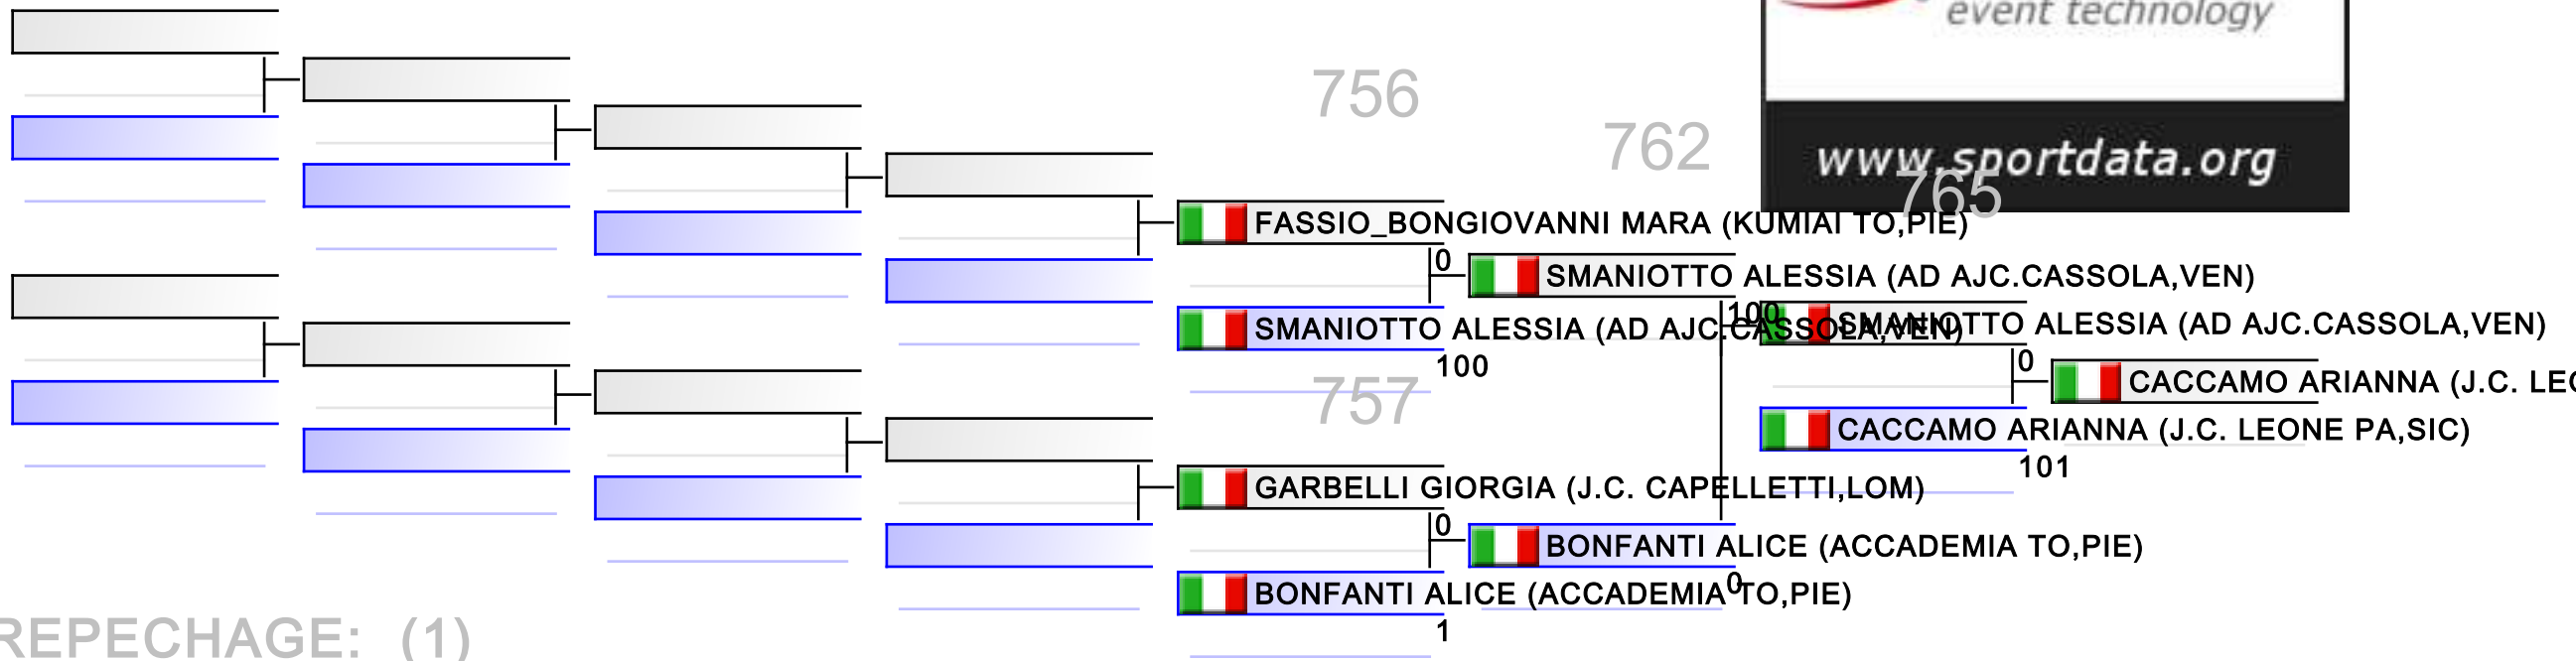 event technology
www.sportdata.org
756
762
765
FASSIO_BONGIOVANNI MARA (KUMIAI TO,PIE)
0
SMANIOTTO ALESSIA (AD AJC.CASSOLA,VEN)
100
SMANIOTTO ALESSIA (AD AJC.CASSOLA,VEN)
SMANIOTTO ALESSIA (AD AJC.CASSOLA,VEN)
100
0
CACCAMO ARIANNA (J.C. LEO
757
CACCAMO ARIANNA (J.C. LEONE PA,SIC)
101
GARBELLI GIORGIA (J.C. CAPELLETTI,LOM)
0
BONFANTI ALICE (ACCADEMIA TO,PIE)
0
BONFANTI ALICE (ACCADEMIA TO,PIE)
1
REPECHAGE: (1)